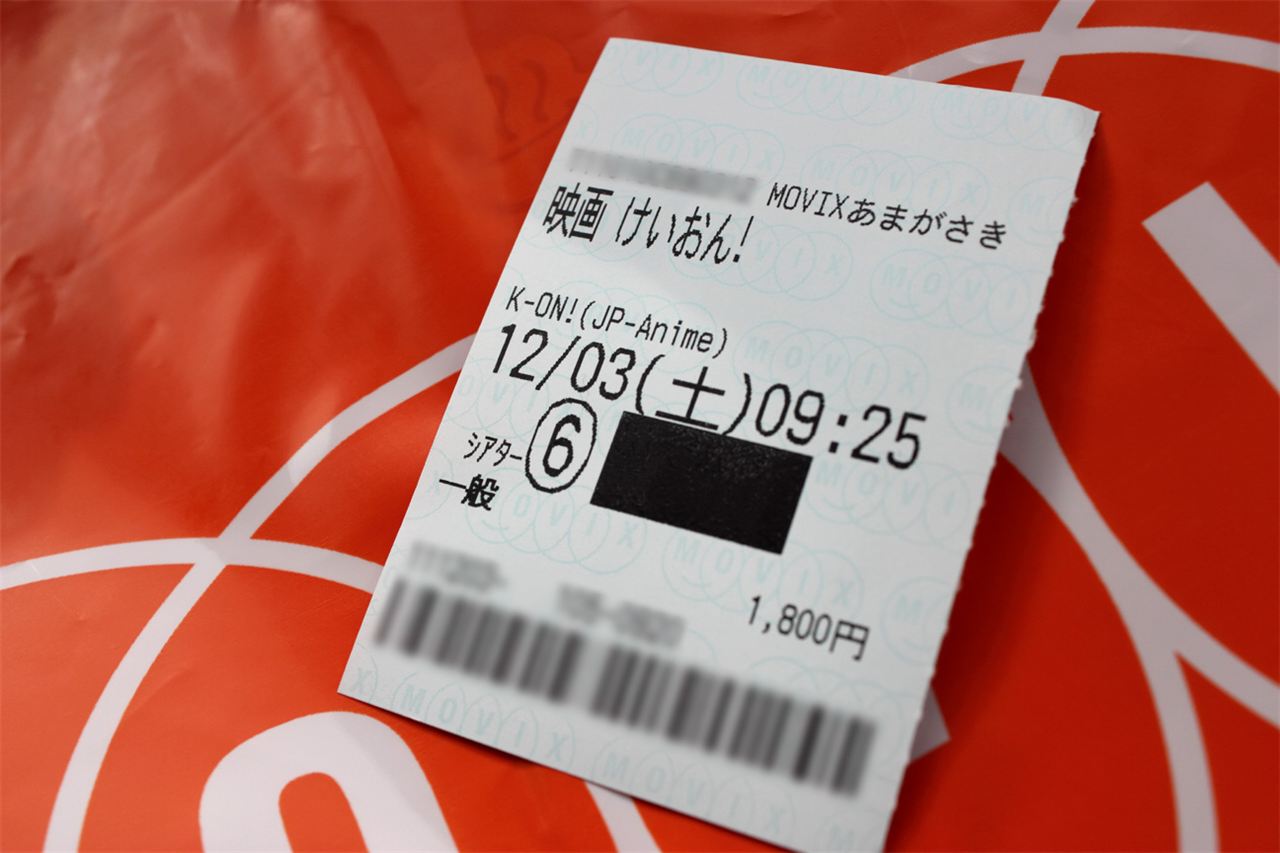 MOVIXあまがさき
映画 けいおん!
K-ON!(JP-Anime)
12/03(土)09:25
シアター⑥
一般
1,800円
MOVIX